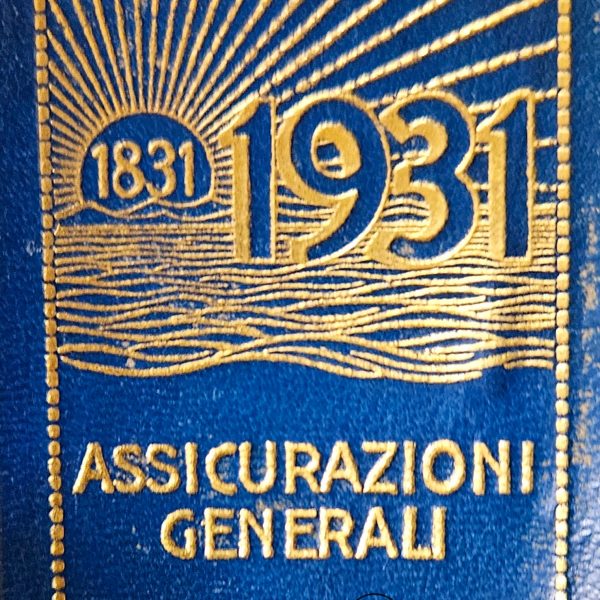 1831
1931
ASSICURAZIONI
GENERALI